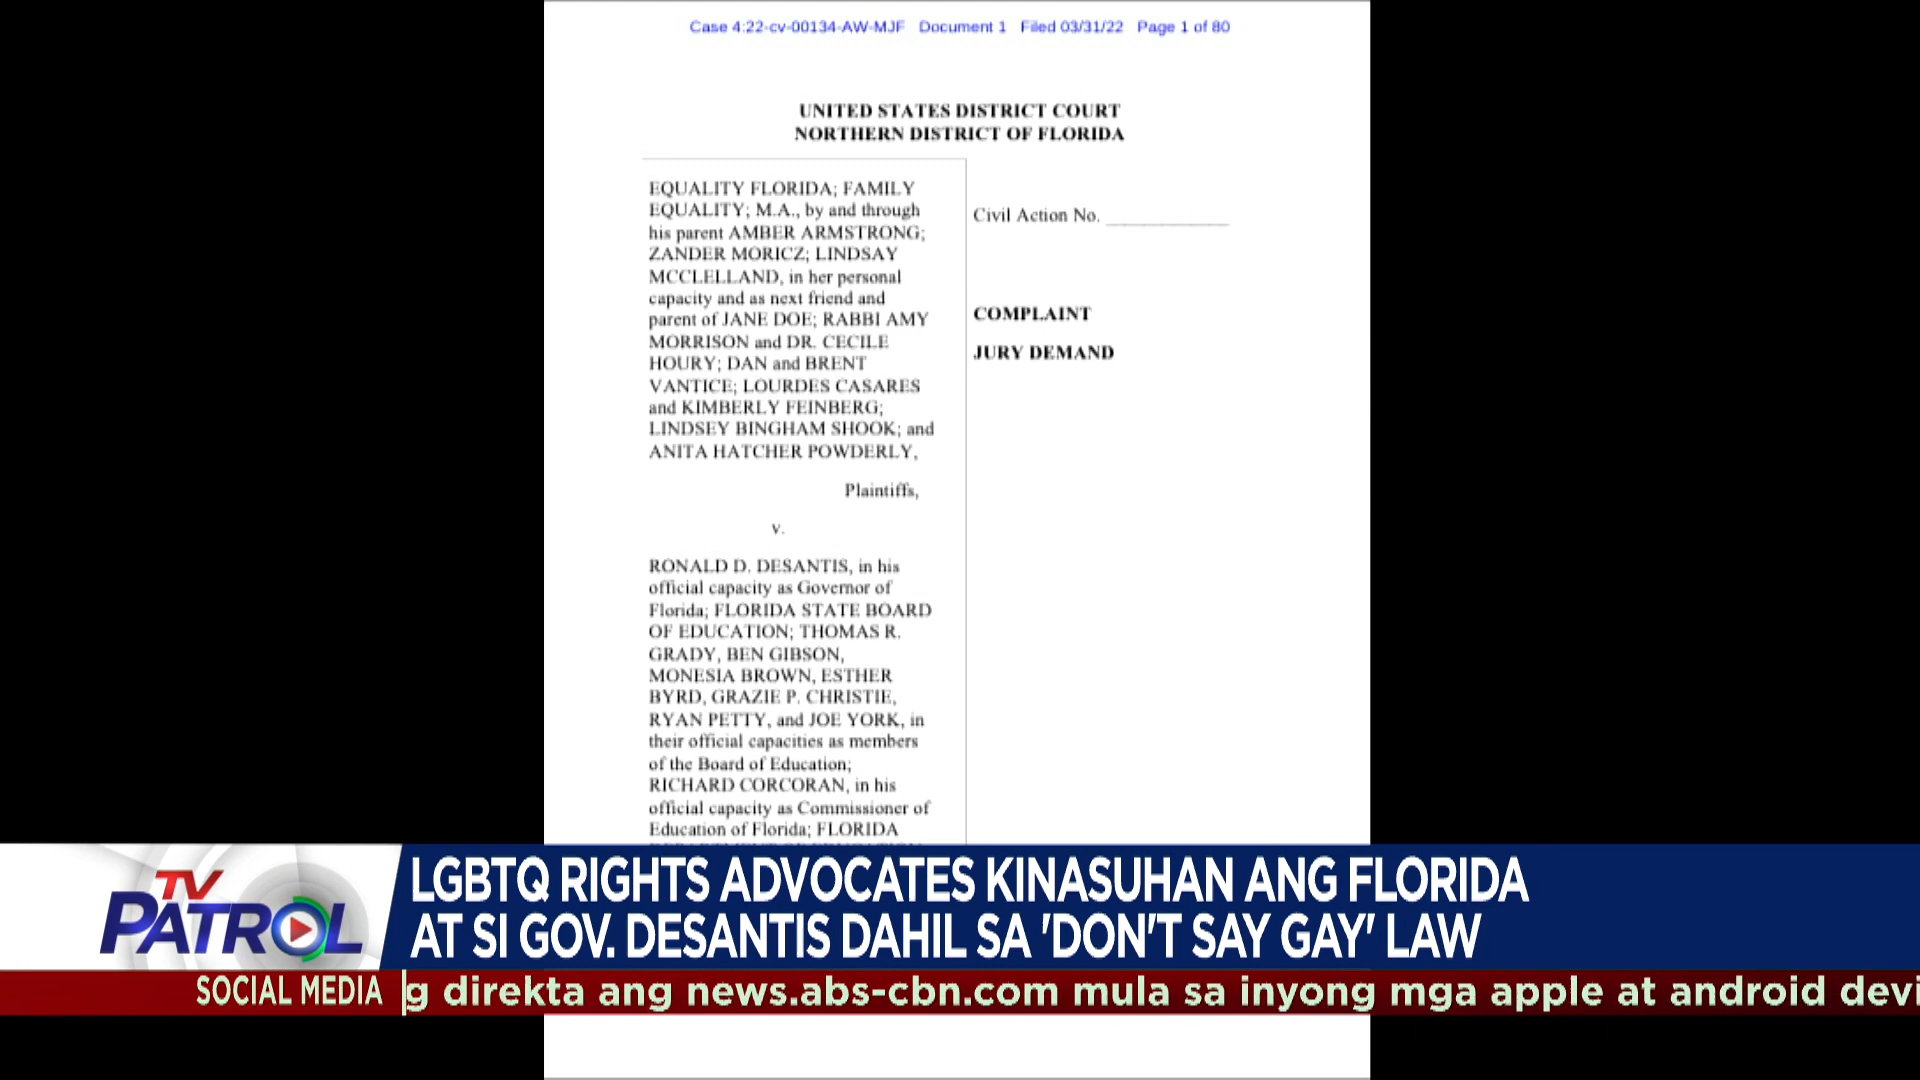 Case 4:22-cv-00134-AW-MJF Document 1 Filed 03/31/22 Page 1 of 80
UNITED STATES DISTRICT COURT
NORTHERN DISTRICT OF FLORIDA
EQUALITY FLORIDA; FAMILY
EQUALITY; M.A., by and through
his parent AMBER ARMSTRONG;
ZANDER MORICZ; LINDSAY
MCCLELLAND, in her personal
capacity and as next friend and
parent of JANE DOE; RABBI AMY
MORRISON and DR. CECILE
HOURY; DAN and BRENT
VANTICE; LOURDES CASARES
and KIMBERLY FEINBERG;
LINDSEY BINGHAM SHOOK; and
ANITA HATCHER POWDERLY,
Plaintiffs,
v.
RONALD D. DESANTIS, in his
official capacity as Governor of
Florida; FLORIDA STATE BOARD
OF EDUCATION; THOMAS R.
GRADY, BEN GIBSON,
MONESIA BROWN, ESTHER
BYRD, GRAZIE P. CHRISTIE,
RYAN PETTY, and JOE YORK, in
their official capacities as members
of the Board of Education;
RICHARD CORCORAN, in his
official capacity as Commissioner of
Education of Florida; FLORIDA
Civil Action No. ____________
COMPLAINT
JURY DEMAND
TV PATROL
LGBTQ RIGHTS ADVOCATES KINASUHAN ANG FLORIDA
AT SI GOV. DESANTIS DAHIL SA 'DON'T SAY GAY' LAW
SOCIAL MEDIA g direkta ang news.abs-cbn.com mula sa inyong mga apple at android devi